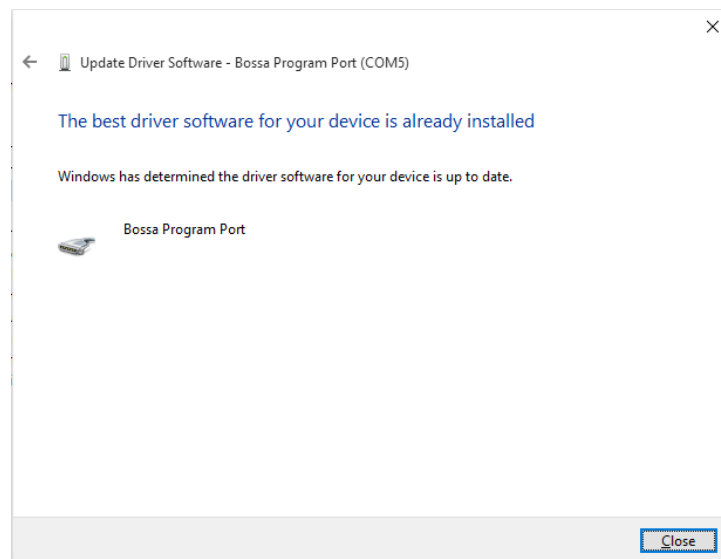 Update Driver Software - Bossa Program Port (COM5)
The best driver software for your device is already installed
Windows has determined the driver software for your device is up to date.
Bossa Program Port
Close